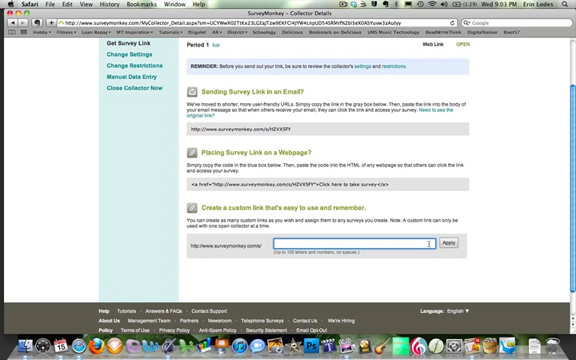 Safari File Edit View History Bookmarks Window Help
Wed 9:03 PM Erin Lodes
SurveyMonkey – Collector Details
Hobby Fitness District Songs
DigitalNation
Get Survey Link
Change Settings
Change Restrictions
Manual Data Entry
Close Collector Now
Period 1 Edit
Web Link OPEN
REMINDER: Before you send out your link, be sure to review the collector's settings and restrictions.
Sending Survey Link in an Email?
We've moved to shorter, more user-friendly URLs. Simply copy the link in the gray box below. Then, paste the link into the body of
your email message so that when others receive your email, they can click the link and access your survey. Need to see the
original link?
http://www.surveymonkey.com/s/HZVXSFY
Placing Survey Link on a Webpage?
Simply copy the code in the blue box below. Then, paste the code into the HTML of any webpage so that others can click the link
and access your survey.
<a href="http://www.surveymonkey.com/s/HZVXSFY">Click here to take survey</a>
Create a custom link that's easy to use and remember.
You can create as many custom links as you wish and assign them to any surveys you create. Note: A custom link can only be
used with one open collector at a time.
http://www.surveymonkey.com/s/
Apply
(Up to 100 letters and numbers, no spaces.)
Help Tutorials Answers & FAQs Contact Support
Language: English
About Us Management Team Partners Newsroom Telephone Surveys Contact Us We're Hiring
Policy Terms of Use Privacy Policy Anti-Spam Policy Security Statement Email Opt-Out